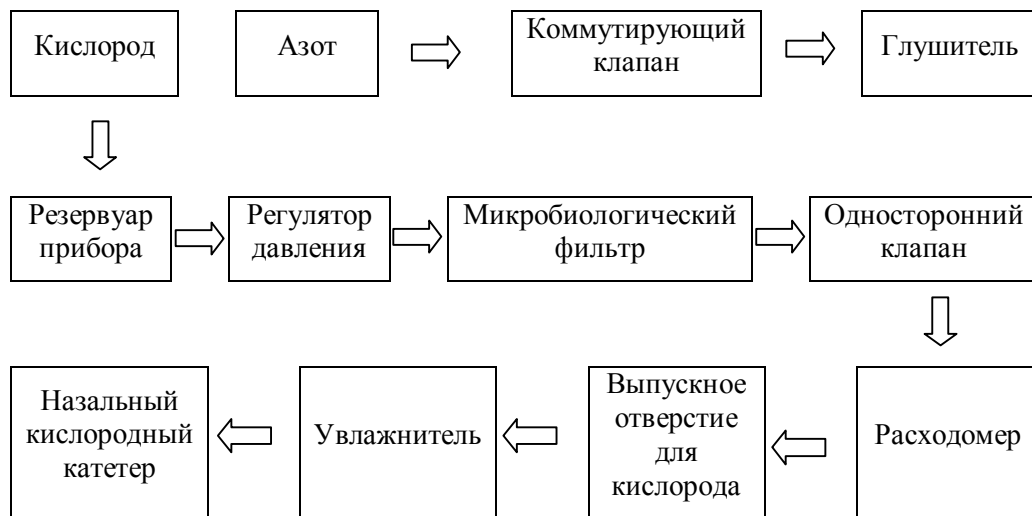 Кислород
Азот
Коммутирующий
клапан
Глушитель
Резервуар
прибора
Регулятор
давления
Микробиологический
фильтр
Односторонний
клапан
Назальный
кислородный
катетер
Увлажнитель
Выпускное
отверстие
для
кислорода
Расходомер